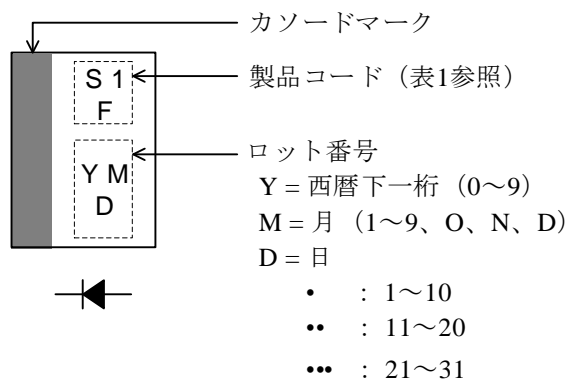 カソードマーク
S 1
F
製品コード（表1参照）
Y M
D
ロット番号
Y = 西暦下一桁（0～9）
M = 月（1～9、O、N、D）
D = 日
• : 1～10
•• : 11～20
••• : 21～31